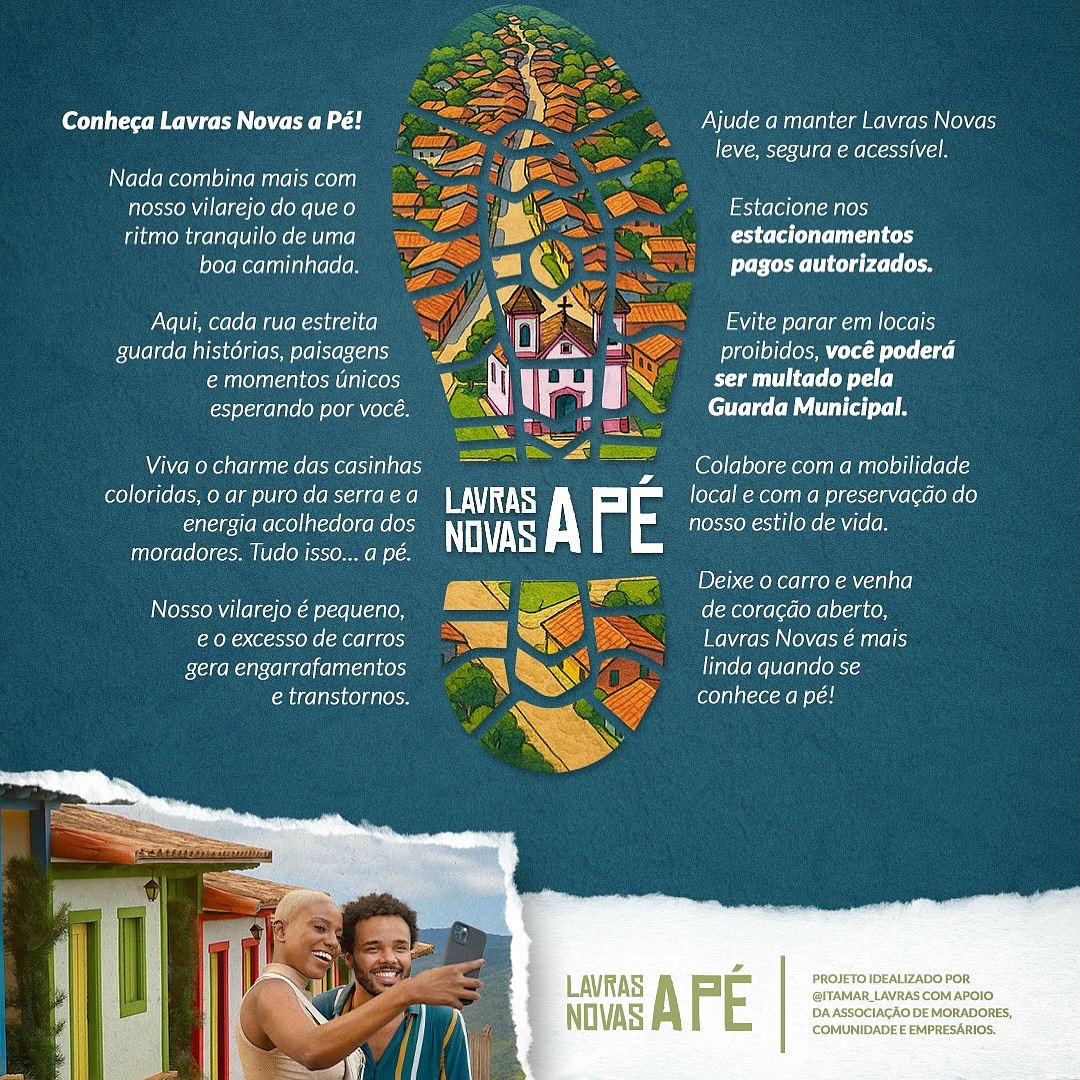 Conheça Lavras Novas a Pé!
Nada combina mais com
nosso vilarejo do que o
ritmo tranquilo de uma
boa caminhada.
Aqui, cada rua estreita
guarda histórias, paisagens
e momentos únicos
esperando por você.
Viva o charme das casinhas
coloridas, o ar puro da serra e a
energia acolhedora dos
moradores. Tudo isso... a pé.
Nosso vilarejo é pequeno,
e o excesso de carros
gera engarrafamentos
e transtornos.
LAVRAS
NOVAS A PÉ
Ajude a manter Lavras Novas
leve, segura e acessível.
Estacione nos
estacionamentos
pagos autorizados.
Evite parar em locais
proibidos, você poderá
ser multado pela
Guarda Municipal.
Colabore com a mobilidade
local e com a preservação do
nosso estilo de vida.
Deixe o carro e venha
de coração aberto,
Lavras Novas é mais
linda quando se
conhece a pé!
LAVRAS
NOVAS A PÉ
PROJETO IDEALIZADO POR
@ITAMAR_LAVRAS COM APOIO
DA ASSOCIAÇÃO DE MORADORES,
COMUNIDADE E EMPRESÁRIOS.